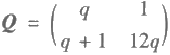 Q = ( q 1
q + 1 12q )